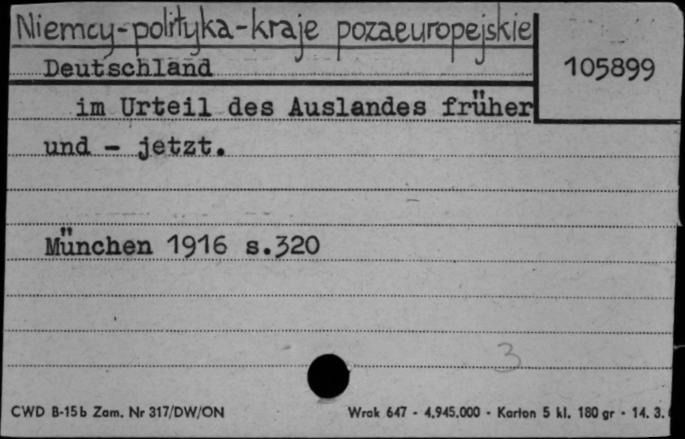 Niemcy-polityka-kraje pozaeuropejskie
Deutschland
105899
im Urteil des Auslandes früher
und - jetzt.
München 1916 s.320
3
CWD B-15b Zam. Nr 317/DW/ON
Wrak 647 - 4.945.000 - Karton 5 kl. 180 gr - 14. 3.